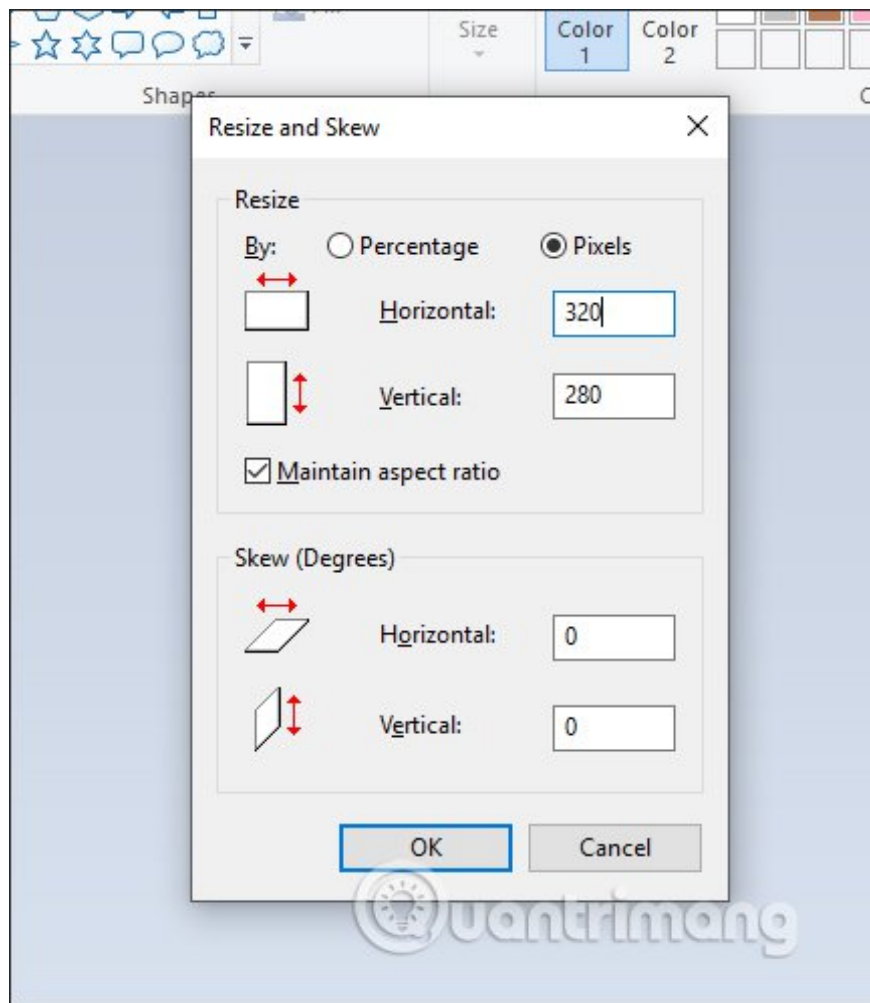 Size
Color
1
Color
2
Shapes
Resize and Skew
Resize
By:
Percentage
Pixels
Horizontal:
320
Vertical:
280
Maintain aspect ratio
Skew (Degrees)
Horizontal:
0
Vertical:
0
OK
Cancel
Quantrimang